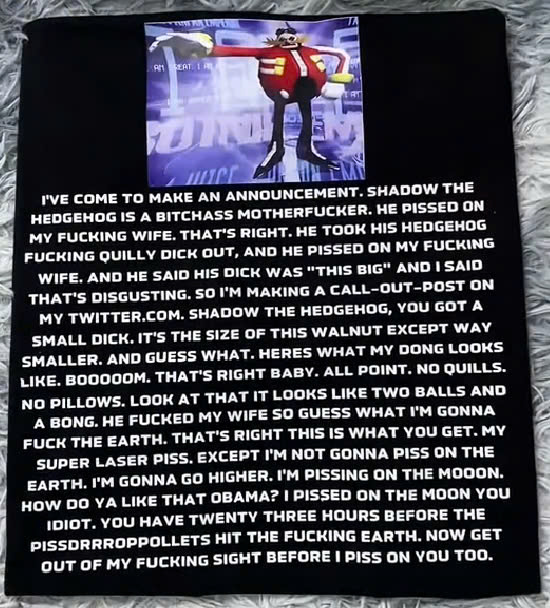 AM GREAT. I AM
I'VE COME TO MAKE AN ANNOUNCEMENT. SHADOW THE
HEDGEHOG IS A BITCHASS MOTHERFUCKER. HE PISSED ON
MY FUCKING WIFE. THAT'S RIGHT. HE TOOK HIS HEDGEHOG
FUCKING QUILLY DICK OUT, AND HE PISSED ON MY FUCKING
WIFE. AND HE SAID HIS DICK WAS "THIS BIG" AND I SAID
THAT'S DISGUSTING. SO I'M MAKING A CALL-OUT-POST ON
MY TWITTER.COM. SHADOW THE HEDGEHOG, YOU GOT A
SMALL DICK. IT'S THE SIZE OF THIS WALNUT EXCEPT WAY
SMALLER. AND GUESS WHAT. HERES WHAT MY DONG LOOKS
LIKE. BOOOOOM. THAT'S RIGHT BABY. ALL POINT. NO QUILLS.
NO PILLOWS. LOOK AT THAT IT LOOKS LIKE TWO BALLS AND
A BONG. HE FUCKED MY WIFE SO GUESS WHAT I'M GONNA
FUCK THE EARTH. THAT'S RIGHT THIS IS WHAT YOU GET. MY
SUPER LASER PISS. EXCEPT I'M NOT GONNA PISS ON THE
EARTH. I'M GONNA GO HIGHER. I'M PISSING ON THE MOOON.
HOW DO YA LIKE THAT OBAMA? I PISSED ON THE MOON YOU
IDIOT. YOU HAVE TWENTY THREE HOURS BEFORE THE
PISSDRRROPPOLLETS HIT THE FUCKING EARTH. NOW GET
OUT OF MY FUCKING SIGHT BEFORE I PISS ON YOU TOO.